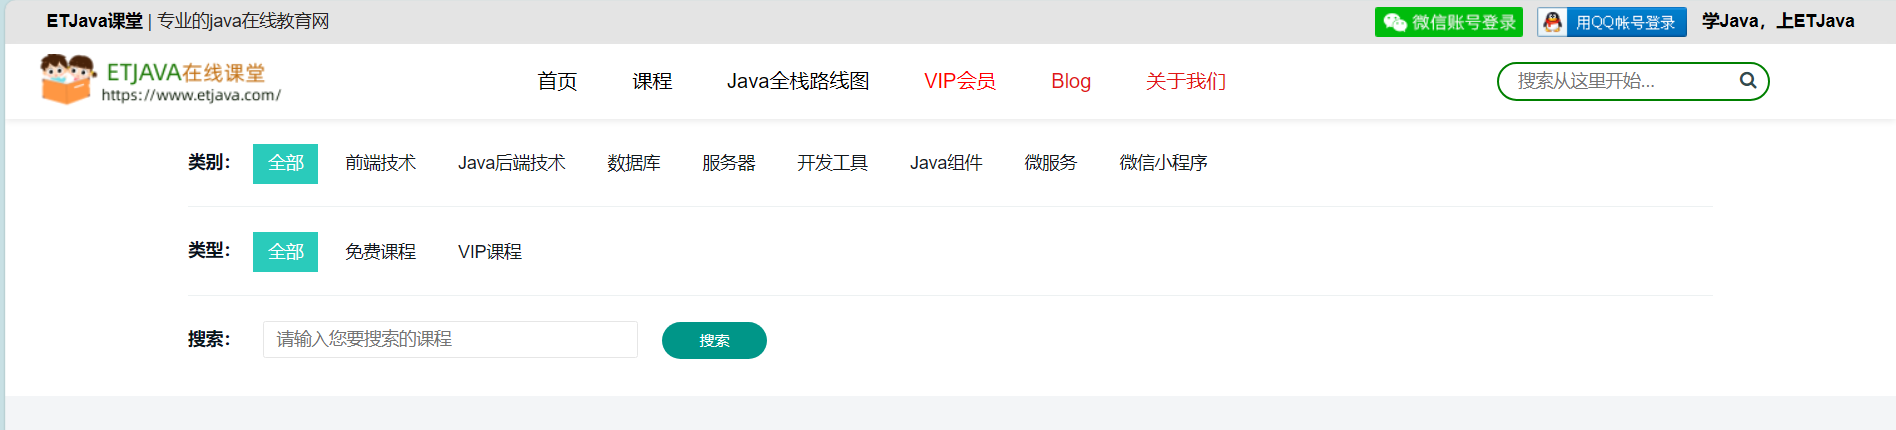 ETJava课堂 | 专业的java在线教育网 微信账号登录 用QQ帐号登录 学Java，上ETJava
ETJAVA在线课堂
https://www.etjava.com/
首页 课程 Java全栈路线图 VIP会员 Blog 关于我们 搜索从这里开始...
类别： 全部 前端技术 Java后端技术 数据库 服务器 开发工具 Java组件 微服务 微信小程序
类型： 全部 免费课程 VIP课程
搜索： 请输入您要搜索的课程 搜索